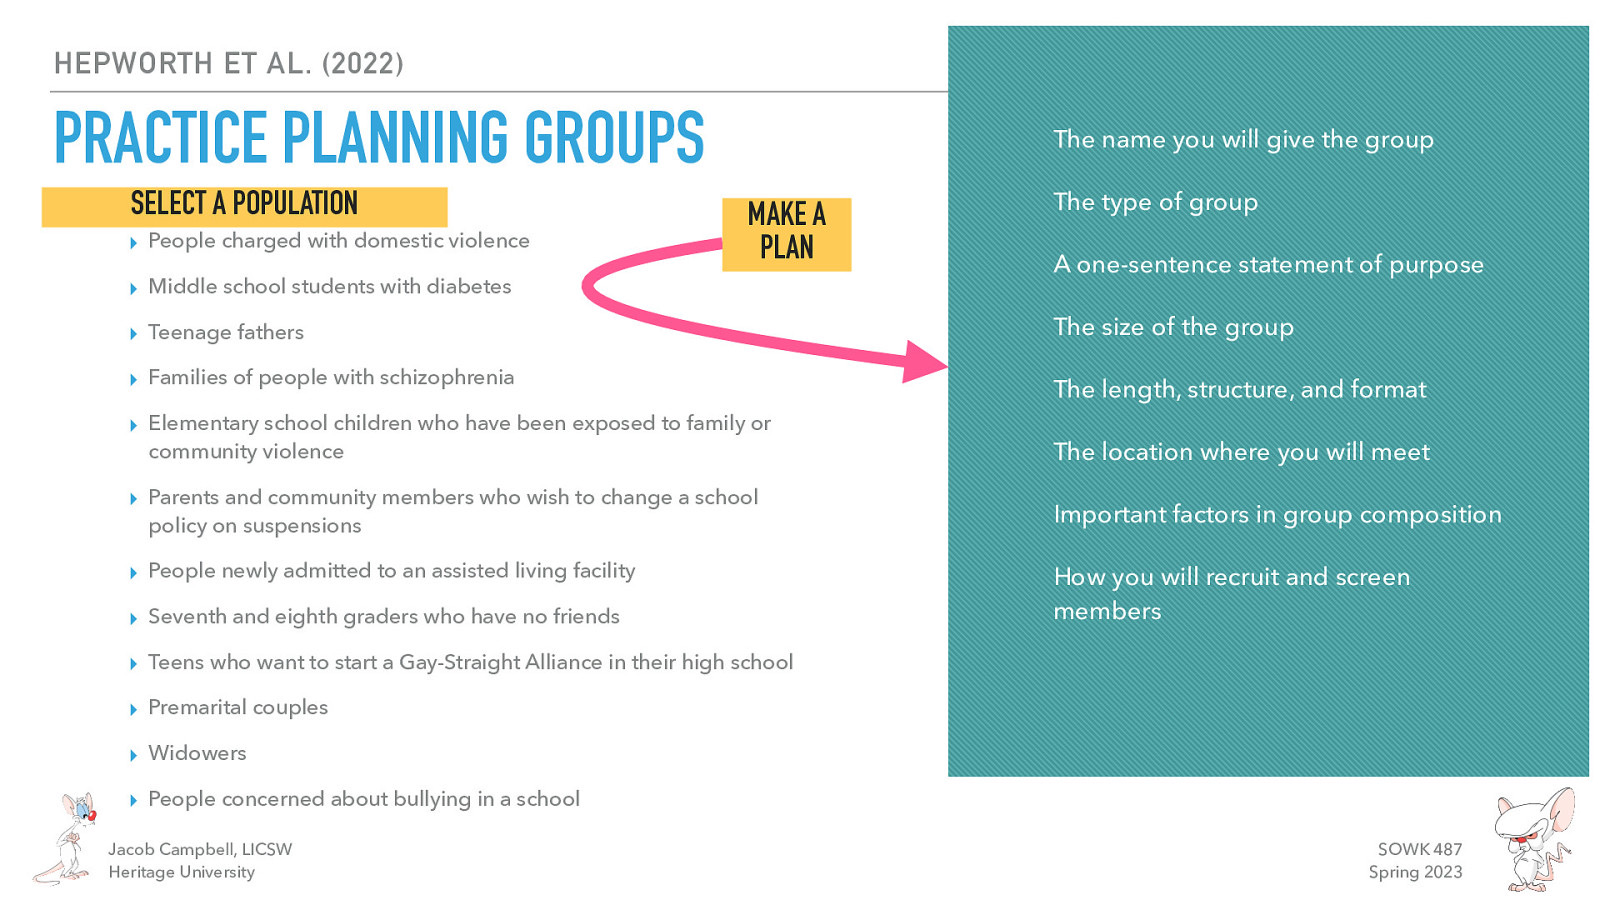 HEPWORTH ET AL. (2022)
PRACTICE PLANNING GROUPS
SELECT A POPULATION
People charged with domestic violence
Middle school students with diabetes
Teenage fathers
Families of people with schizophrenia
Elementary school children who have been exposed to family or
community violence
Parents and community members who wish to change a school
policy on suspensions
People newly admitted to an assisted living facility
Seventh and eighth graders who have no friends
Teens who want to start a Gay-Straight Alliance in their high school
Premarital couples
Widowers
People concerned about bullying in a school
MAKE A
PLAN
The name you will give the group
The type of group
A one-sentence statement of purpose
The size of the group
The length, structure, and format
The location where you will meet
Important factors in group composition
How you will recruit and screen
members
Jacob Campbell, LICSW
Heritage University
SOWK 487
Spring 2023